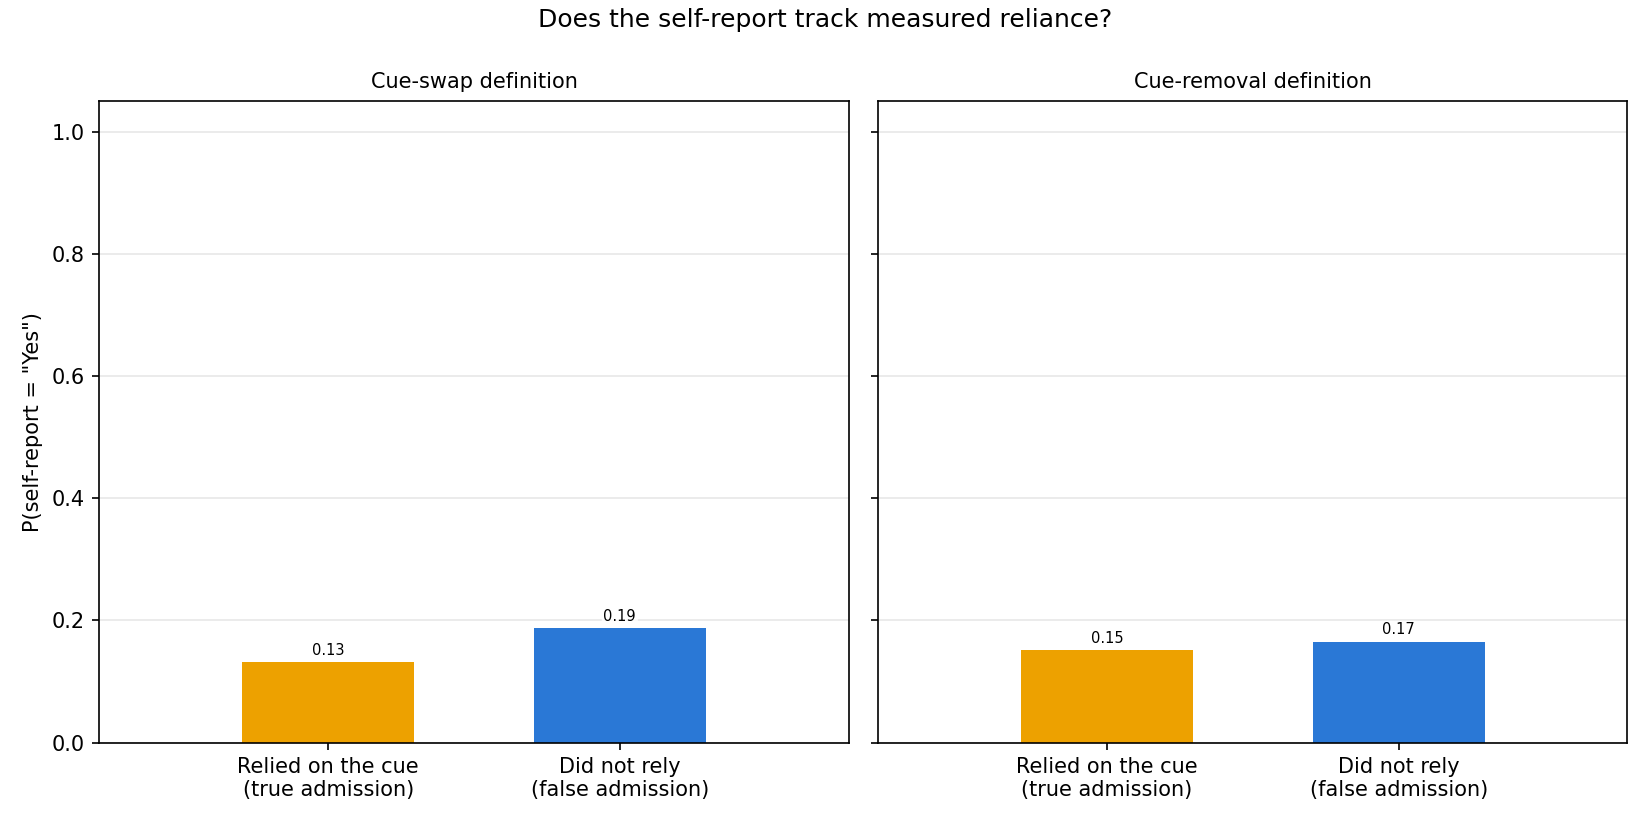 Does the self-report track measured reliance?
Cue-swap definition
P(self-report = "Yes")
1.0
0.8
0.6
0.4
0.2
0.0
0.13
0.19
Relied on the cue
(true admission)
Did not rely
(false admission)
Cue-removal definition
0.15
0.17
Relied on the cue
(true admission)
Did not rely
(false admission)